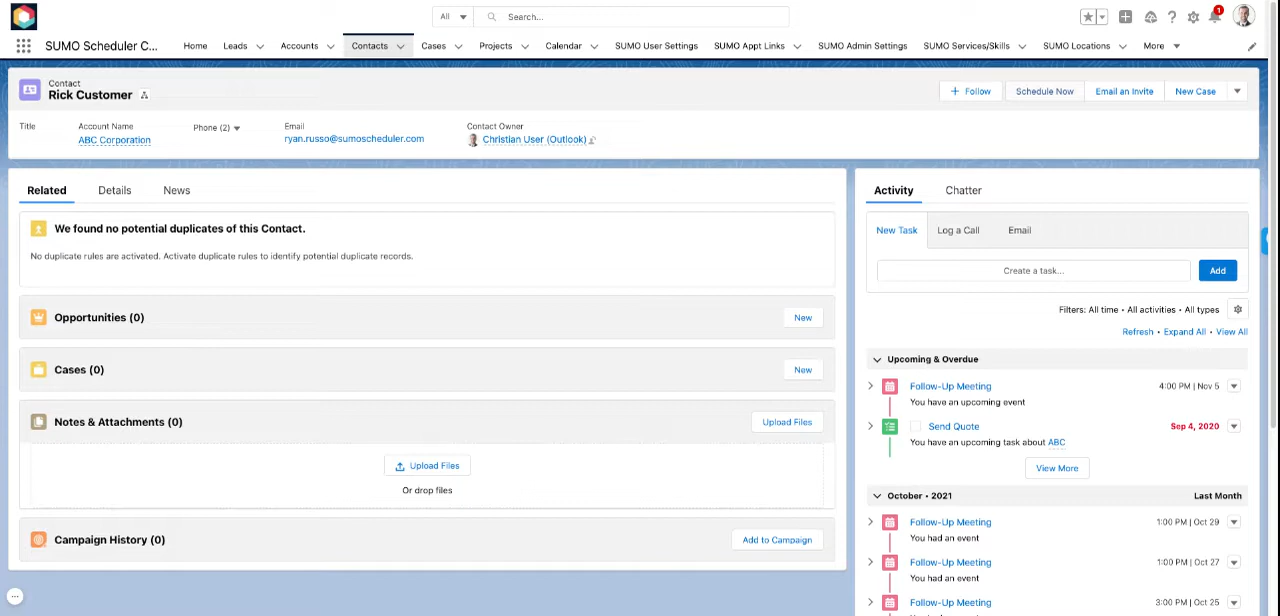 All
Search...
1
SUMO Scheduler C...
Home
Leads
Accounts
Contacts
Cases
Projects
Calendar
SUMO User Settings
SUMO Appt Links
SUMO Admin Settings
SUMO Services/Skills
SUMO Locations
More
Contact
Rick Customer
Follow
Schedule Now
Email an Invite
New Case
Title
Account Name
Phone (2)
Email
Contact Owner
ABC Corporation
ryan.russo@sumoscheduler.com
Christian User (Outlook)
Related
Details
News
We found no potential duplicates of this Contact.
No duplicate rules are activated. Activate duplicate rules to identify potential duplicate records.
Opportunities (0)
New
Cases (0)
New
Notes & Attachments (0)
Upload Files
Upload Files
Or drop files
Campaign History (0)
Add to Campaign
Activity
Chatter
New Task
Log a Call
Email
Create a task...
Add
Filters: All time • All activities • All types
Refresh • Expand All • View All
Upcoming & Overdue
Follow-Up Meeting
4:00 PM | Nov 5
You have an upcoming event
Send Quote
Sep 4, 2020
You have an upcoming task about ABC
View More
October • 2021
Last Month
Follow-Up Meeting
1:00 PM | Oct 29
You had an event
Follow-Up Meeting
1:00 PM | Oct 27
You had an event
Follow-Up Meeting
3:00 PM | Oct 25